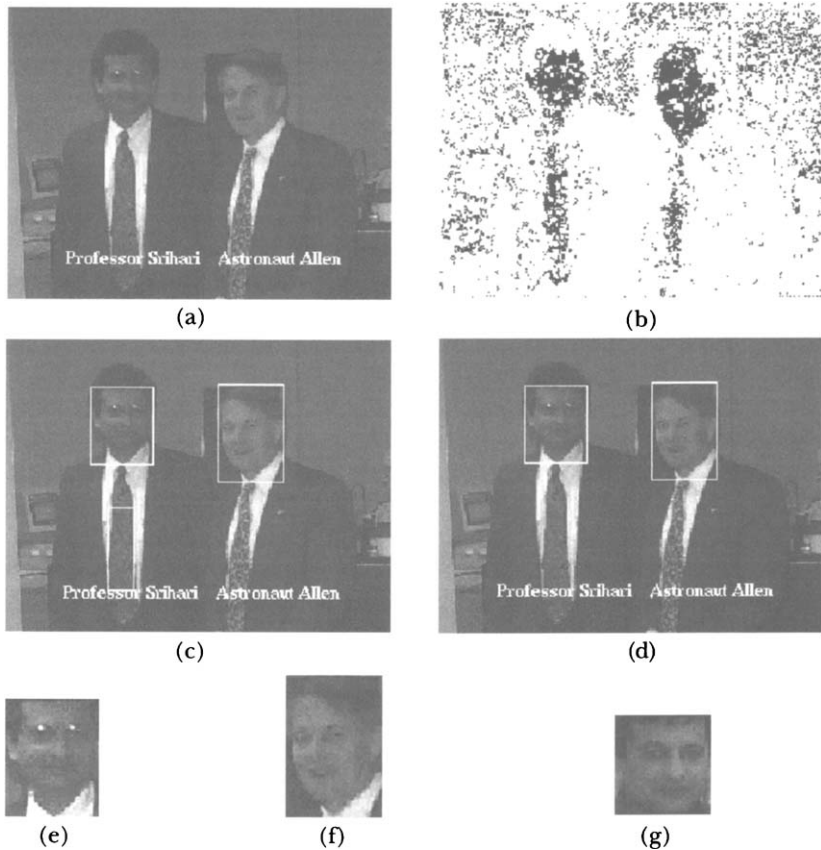 Professor Srihari Astronaut Allen
(a)
(b)
Professor Srihari Astronaut Allen
Professor Srihari Astronaut Allen
(c)
(d)
(e)
(f)
(g)